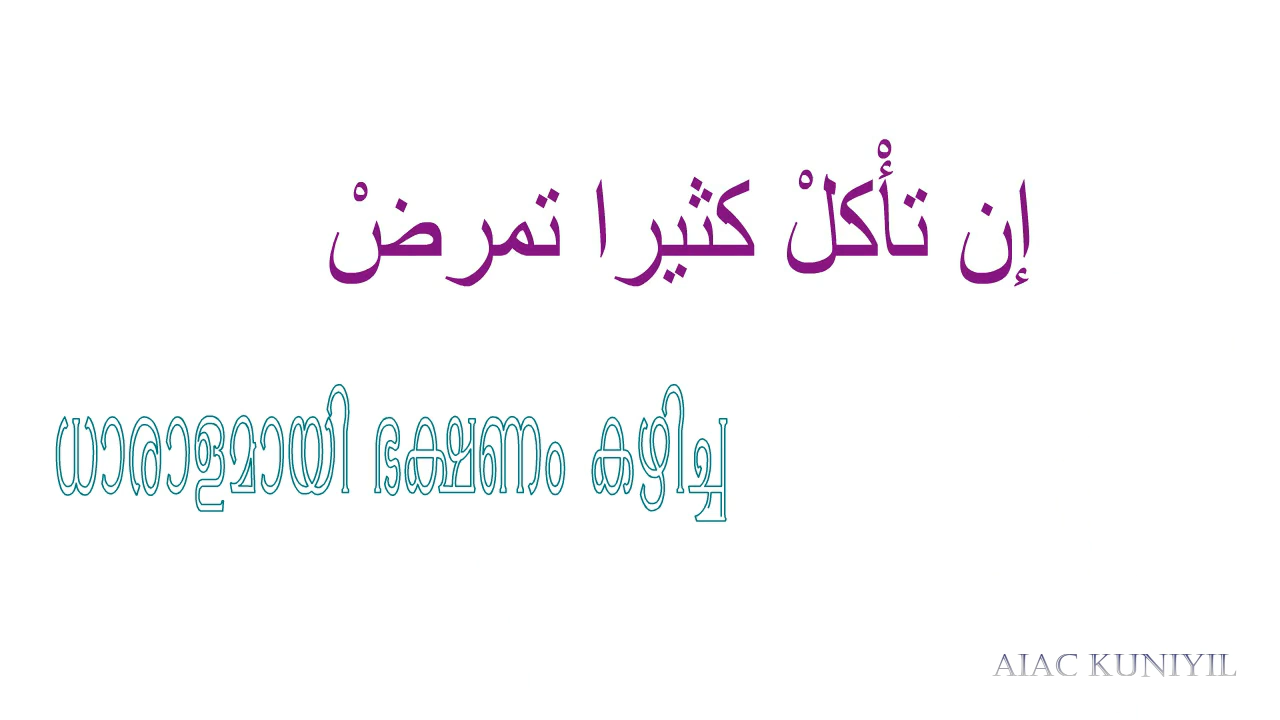 إن تأْكلْ كثيرا تمرضْ
ധാരാളമായി ഭക്ഷണം കഴിച്ച
AIAC KUNIYIL